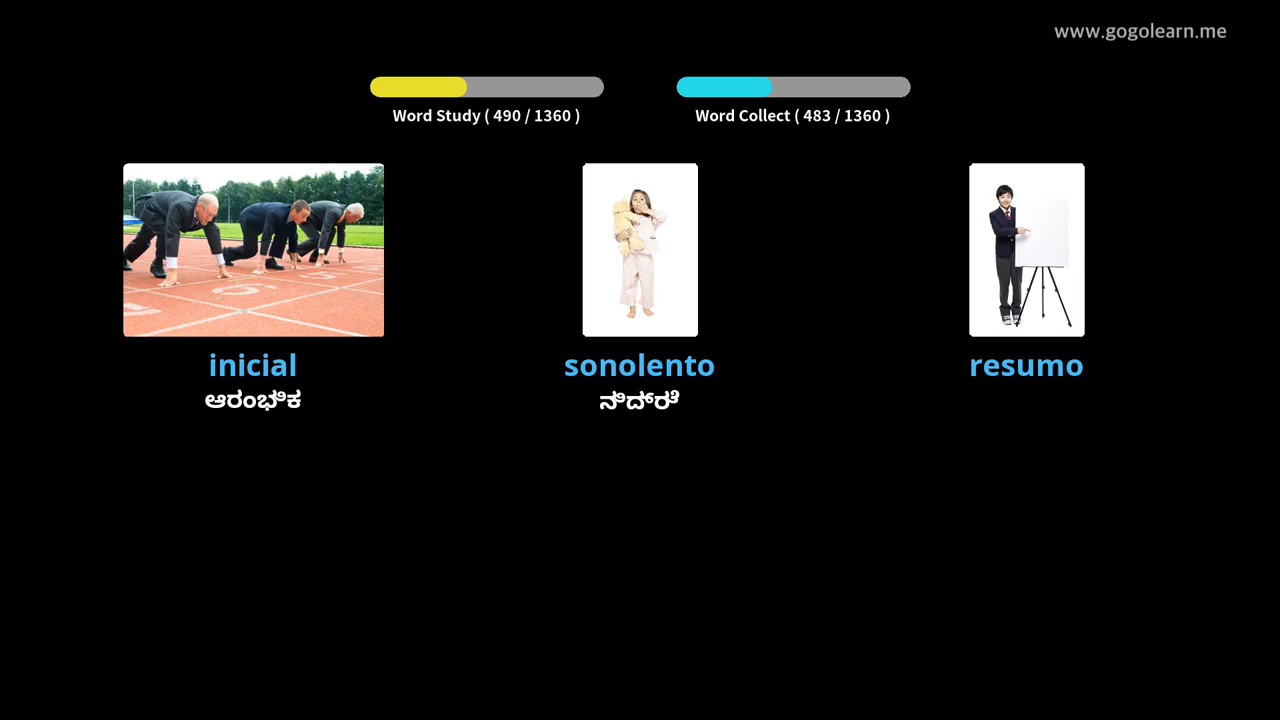 www.gogolearn.me
Word Study ( 490 / 1360 )
Word Collect ( 483 / 1360 )
inicial
sonolento
resumo
ಆರಂಭಿಕ
ನಿದ್ರೆ